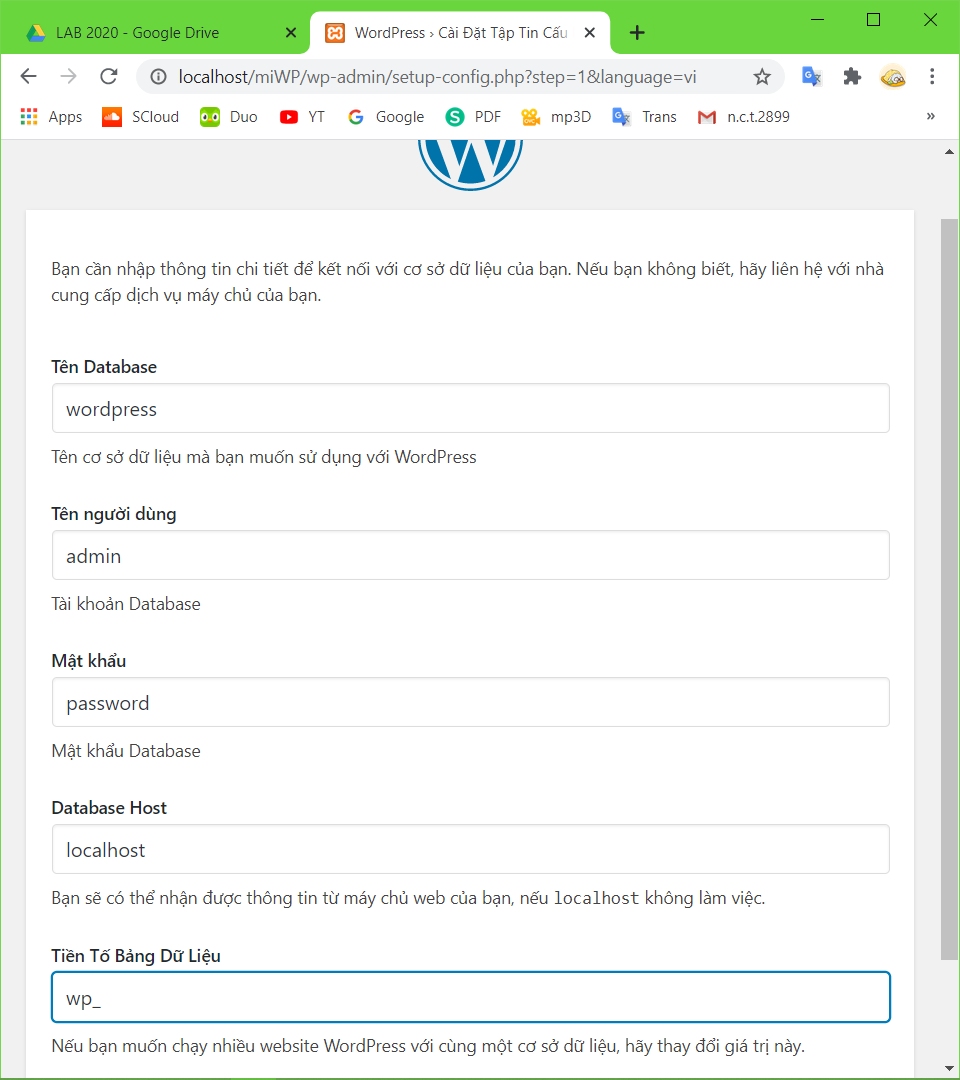 LAB 2020 - Google Drive
WordPress › Cài Đặt Tập Tin Cấu
localhost/miWP/wp-admin/setup-config.php?step=1&language=vi
Apps SCloud Duo YT Google PDF mp3D Trans n.c.t.2899 »
Bạn cần nhập thông tin chi tiết để kết nối với cơ sở dữ liệu của bạn. Nếu bạn không biết, hãy liên hệ với nhà
cung cấp dịch vụ máy chủ của bạn.
Tên Database
wordpress
Tên cơ sở dữ liệu mà bạn muốn sử dụng với WordPress
Tên người dùng
admin
Tài khoản Database
Mật khẩu
password
Mật khẩu Database
Database Host
localhost
Bạn sẽ có thể nhận được thông tin từ máy chủ web của bạn, nếu localhost không làm việc.
Tiền Tố Bảng Dữ Liệu
wp_
Nếu bạn muốn chạy nhiều website WordPress với cùng một cơ sở dữ liệu, hãy thay đổi giá trị này.